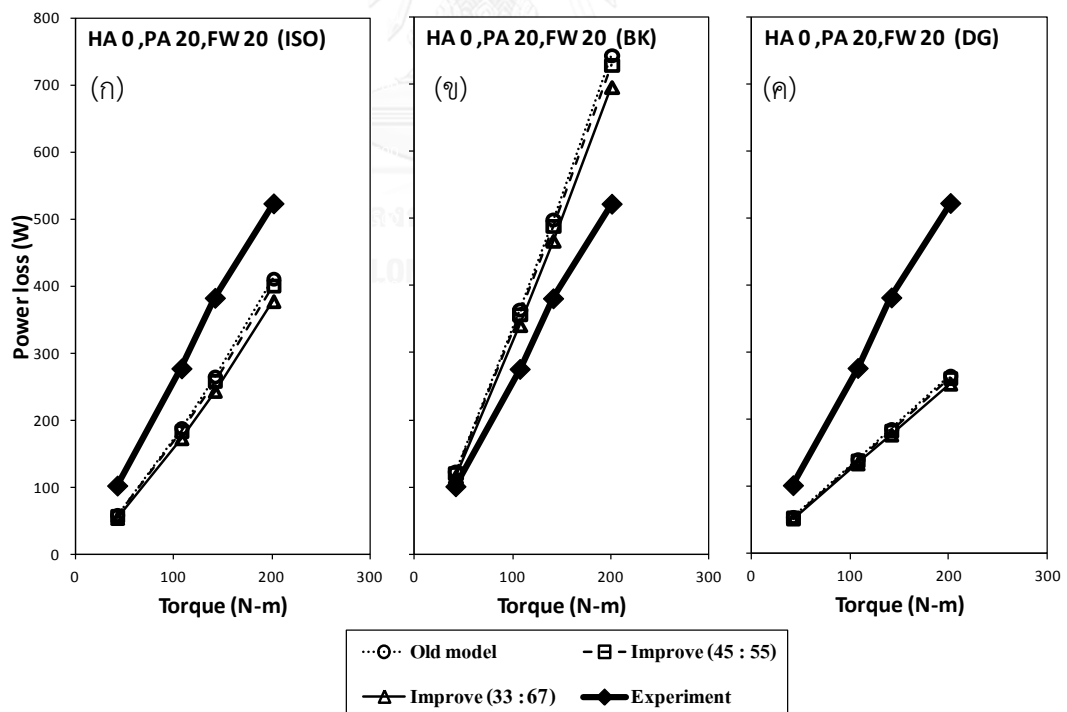 HA 0 ,PA 20,FW 20 (ISO)
HA 0 ,PA 20,FW 20 (BK)
HA 0 ,PA 20,FW 20 (DG)
(ก)
(ข)
(ค)
800
700
600
500
400
300
200
100
0
Power loss (W)
0 100 200 300
0 100 200 300
0 100 200 300
Torque (N-m)
Torque (N-m)
Torque (N-m)
Old model
Improve (45 : 55)
Improve (33 : 67)
Experiment